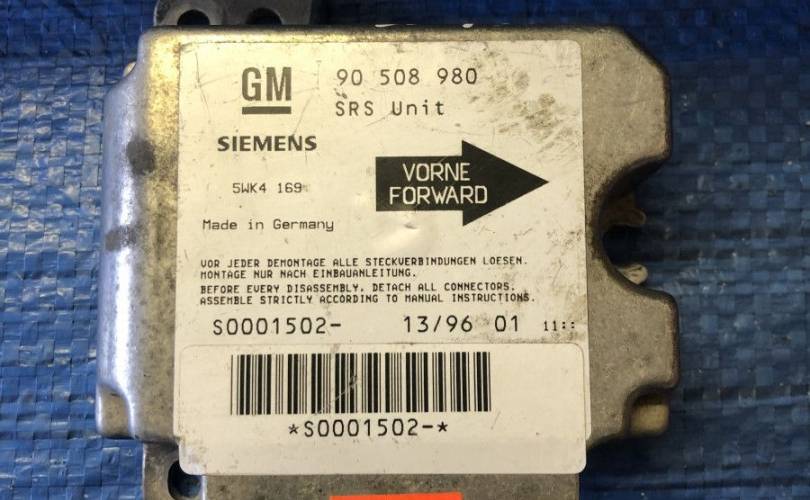 GM 90 508 980
SRS Unit
SIEMENS
5WK4 169
VORNE
FORWARD
Made in Germany
VOR JEDER DEMONTAGE ALLE STECKVERBINDUNGEN LOESEN.
MONTAGE NUR NACH EINBAUANLEITUNG.
BEFORE EVERY DISASSEMBLY, DETACH ALL CONNECTORS.
ASSEMBLE STRICTLY ACCORDING TO MANUAL INSTRUCTIONS.
S0001502- 13/96 01 11::
*S0001502-*